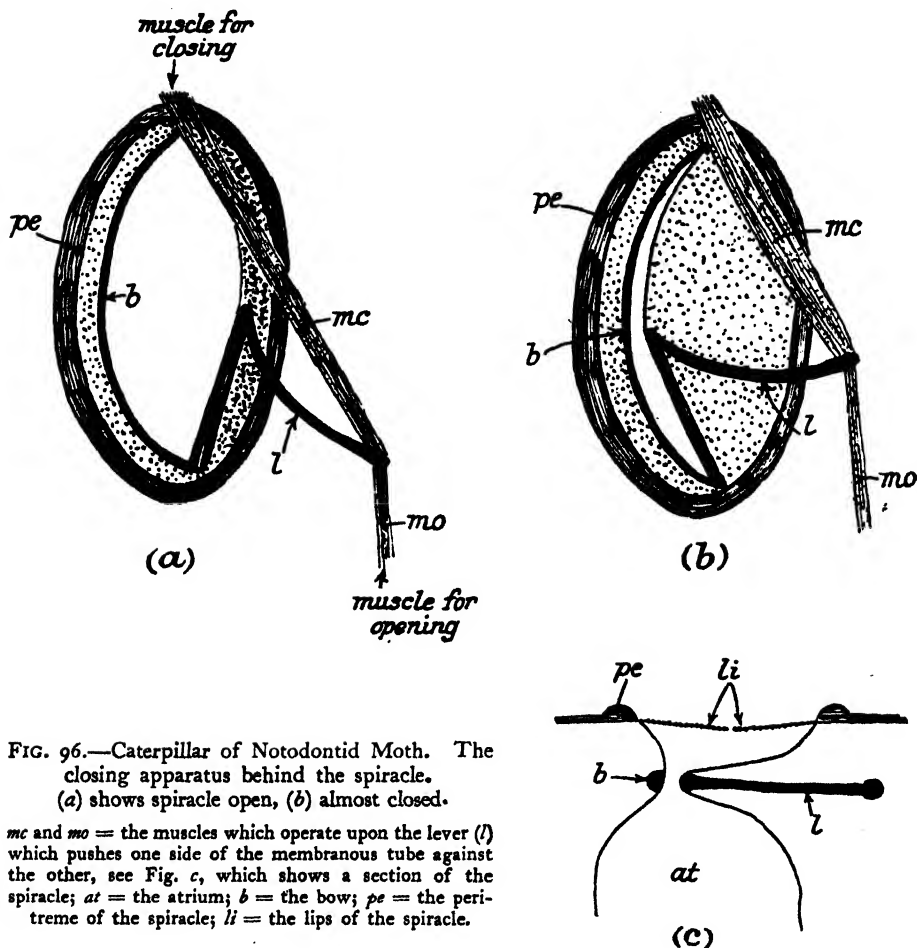 muscle for
closing
pe
b
mc
l
mo
(a)
muscle for
opening
pe
b
mc
l
mo
(b)
pe
li
b
l
at
(c)
FIG. 96.—Caterpillar of Notodontid Moth. The
closing apparatus behind the spiracle.
(a) shows spiracle open, (b) almost closed.
mc and mo = the muscles which operate upon the lever (l)
which pushes one side of the membranous tube against
the other, see Fig. c, which shows a section of the
spiracle; at = the atrium; b = the bow; pe = the peri-
treme of the spiracle; li = the lips of the spiracle.